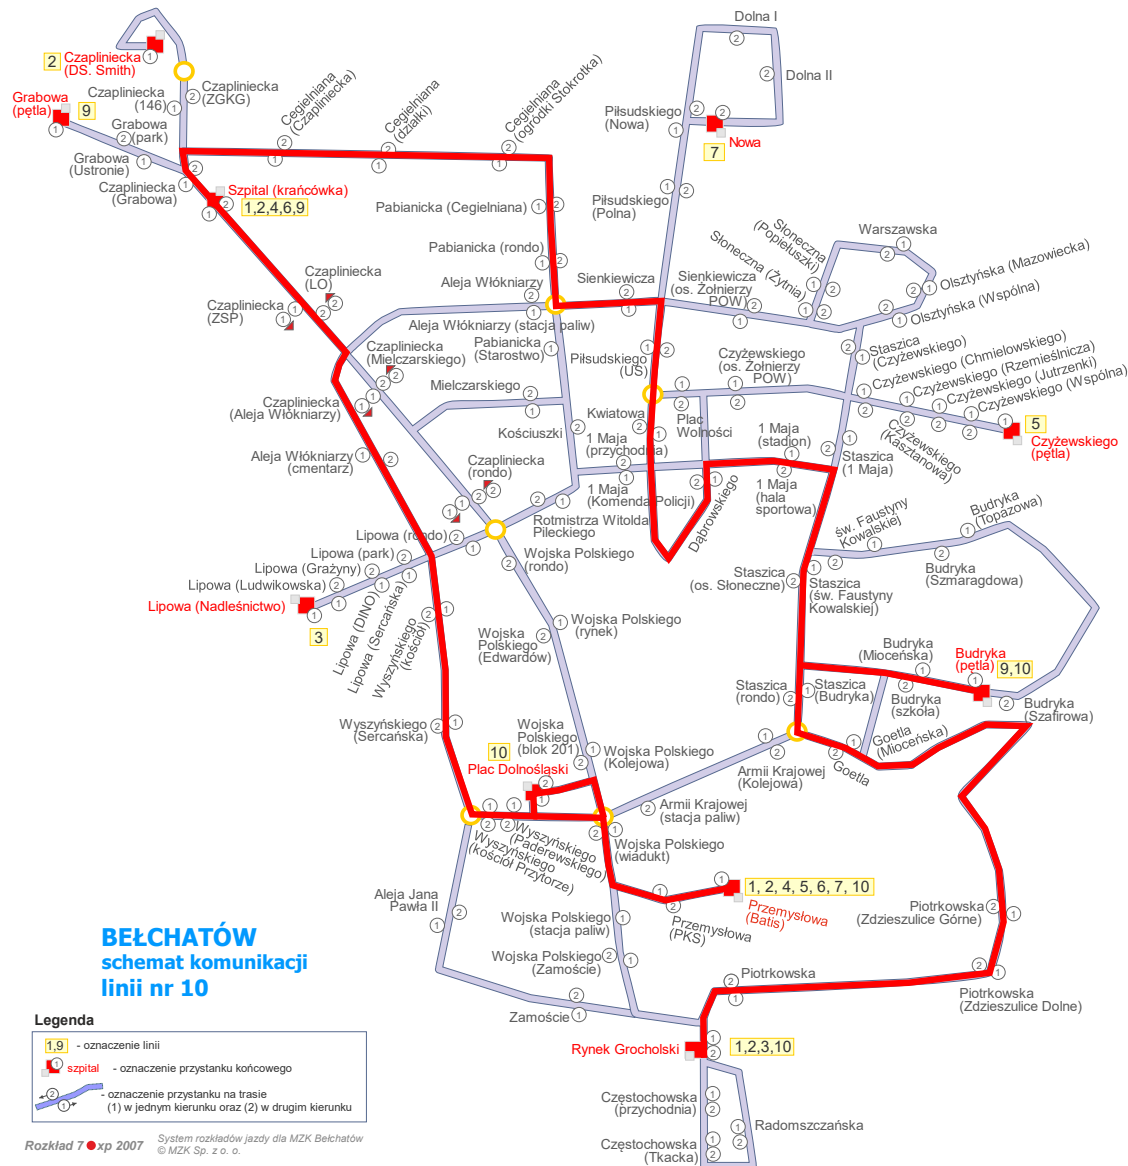 Dolna I
2
Czapliniecka
(DS. Smith)
Dolna II
Czapliniecka
(ZGKG)
Czapliniecka
(146)
Grabowa
(pętla)
9
Grabowa
(park)
Grabowa
(Ustronie)
Czapliniecka
(Grabowa)
Cegielniana
(Czapliniecka)
Cegielniana
(działki)
Cegielniana
(ogródki Stokrotka)
Piłsudskiego
(Nowa)
Nowa
7
Szpital (krańcówka)
1,2,4,6,9
Pabianicka (Cegielniana)
Piłsudskiego
(Polna)
Pabianicka (rondo)
Słoneczna
(Popiełuszki)
Słoneczna (Żytnia)
Warszawska
Olsztyńska (Mazowiecka)
Olsztyńska (Wspólna)
Czapliniecka
(LO)
Aleja Włókniarzy
Sienkiewicza
Sienkiewicza
(os. Żołnierzy
POW)
Czapliniecka
(ZSP)
Aleja Włókniarzy (stacja paliw)
Pabianicka
(Starostwo)
Czapliniecka
(Mielczarskiego)
Piłsudskiego
(US)
Czyżewskiego
(os. Żołnierzy
POW)
Staszica
(Czyżewskiego)
Czyżewskiego (Chmielowskiego)
Czyżewskiego (Rzemieślnicza)
Czyżewskiego (Jutrzenki)
Czyżewskiego (Wspólna)
5
Czyżewskiego
(pętla)
Czyżewskiego
(Kasztanowa)
Mielczarskiego
Czapliniecka
(Aleja Włókniarzy)
Kwiatowa
Plac
Wolności
Kościuszki
1 Maja
(przychodnia)
1 Maja
(stadion)
Staszica
(1 Maja)
Aleja Włókniarzy
(cmentarz)
Czapliniecka
(rondo)
1 Maja
(Komenda Policji)
Dąbrowskiego
1 Maja
(hala
sportowa)
Rotmistrza Witolda
Pileckiego
św. Faustyny
Kowalskiej
Budryka
(Topazowa)
Lipowa (rondo)
Lipowa (park)
Lipowa (Grażyny)
Lipowa (Ludwikowska)
Lipowa (Nadleśnictwo)
3
Lipowa (DINO)
Lipowa (Sercańska)
Wyszyńskiego
(kościół)
Wojska Polskiego
(rondo)
Staszica
(os. Słoneczne)
Staszica
(św. Faustyny
Kowalskiej)
Budryka
(Szmaragdowa)
Wojska Polskiego
(rynek)
Wojska
Polskiego
(Edwardów)
Budryka
(Mioceńska)
Budryka
(pętla)
9,10
Budryka
(szkoła)
Budryka
(Szafirowa)
Staszica
(rondo)
Staszica
(Budryka)
Wyszyńskiego
(Sercańska)
Goetla
(Mioceńska)
Goetla
Wojska
Polskiego
(blok 201)
10
Plac Dolnośląski
Wojska Polskiego
(Kolejowa)
Armii Krajowej
(Kolejowa)
Armii Krajowej
(stacja paliw)
Wyszyńskiego
(Paderewskiego)
Wyszyńskiego
(kościół Przytorze)
Wojska Polskiego
(wiadukt)
1, 2, 4, 5, 6, 7, 10
Przemysłowa
(Batis)
Przemysłowa
(PKS)
Aleja Jana
Pawła II
Wojska Polskiego
(stacja paliw)
Wojska Polskiego
(Zamoście)
Piotrkowska
(Zdzieszulice Górne)
Piotrkowska
Piotrkowska
(Zdzieszulice Dolne)
Zamoście
Rynek Grocholski
1,2,3,10
Częstochowska
(przychodnia)
Radomszczańska
Częstochowska
(Tkacka)
BEŁCHATÓW
schemat komunikacji
linii nr 10
Legenda
1,9 - oznaczenie linii
1 szpital - oznaczenie przystanku końcowego
2 1 - oznaczenie przystanku na trasie
(1) w jednym kierunku oraz (2) w drugim kierunku
Rozkład 7 xp 2007
System rozkładów jazdy dla MZK Bełchatów
© MZK Sp. z o. o.